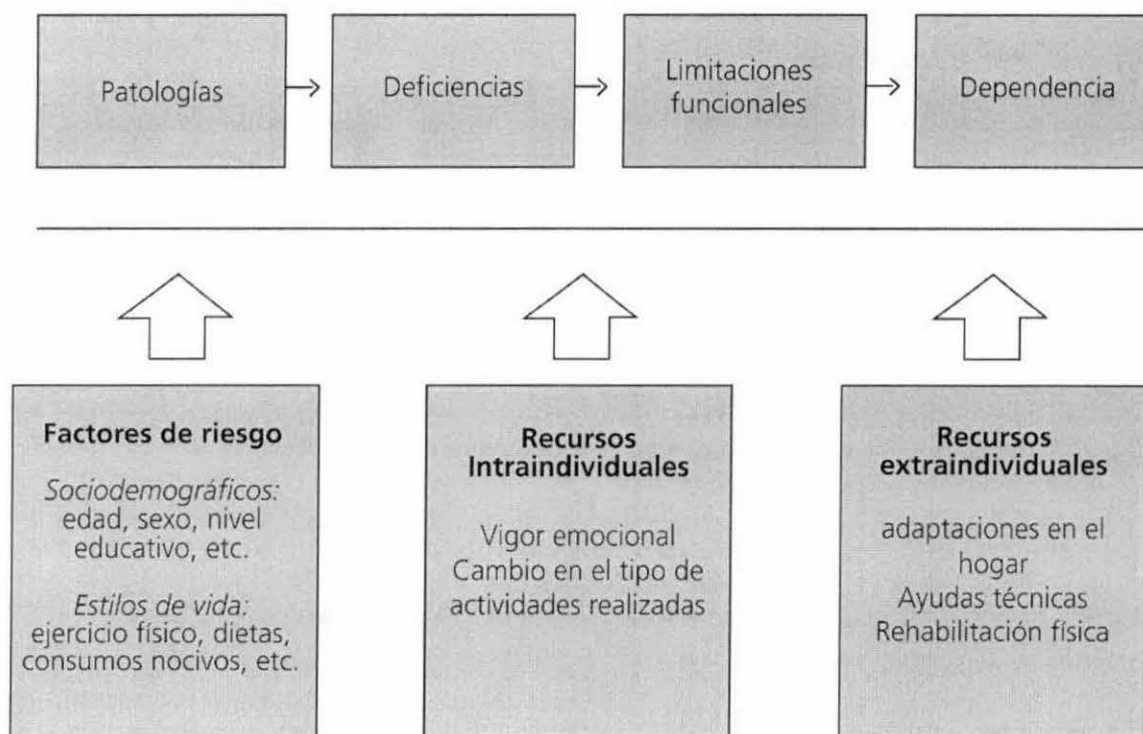 Patologías
Deficiencias
Limitaciones
funcionales
Dependencia
Factores de riesgo
Sociodemográficos:
edad, sexo, nivel
educativo, etc.
Estilos de vida:
ejercicio físico, dietas,
consumos nocivos, etc.
Recursos
Intraindividuales
Vigor emocional
Cambio en el tipo de
actividades realizadas
Recursos
extraindividuales
adaptaciones en el
hogar
Ayudas técnicas
Rehabilitación física